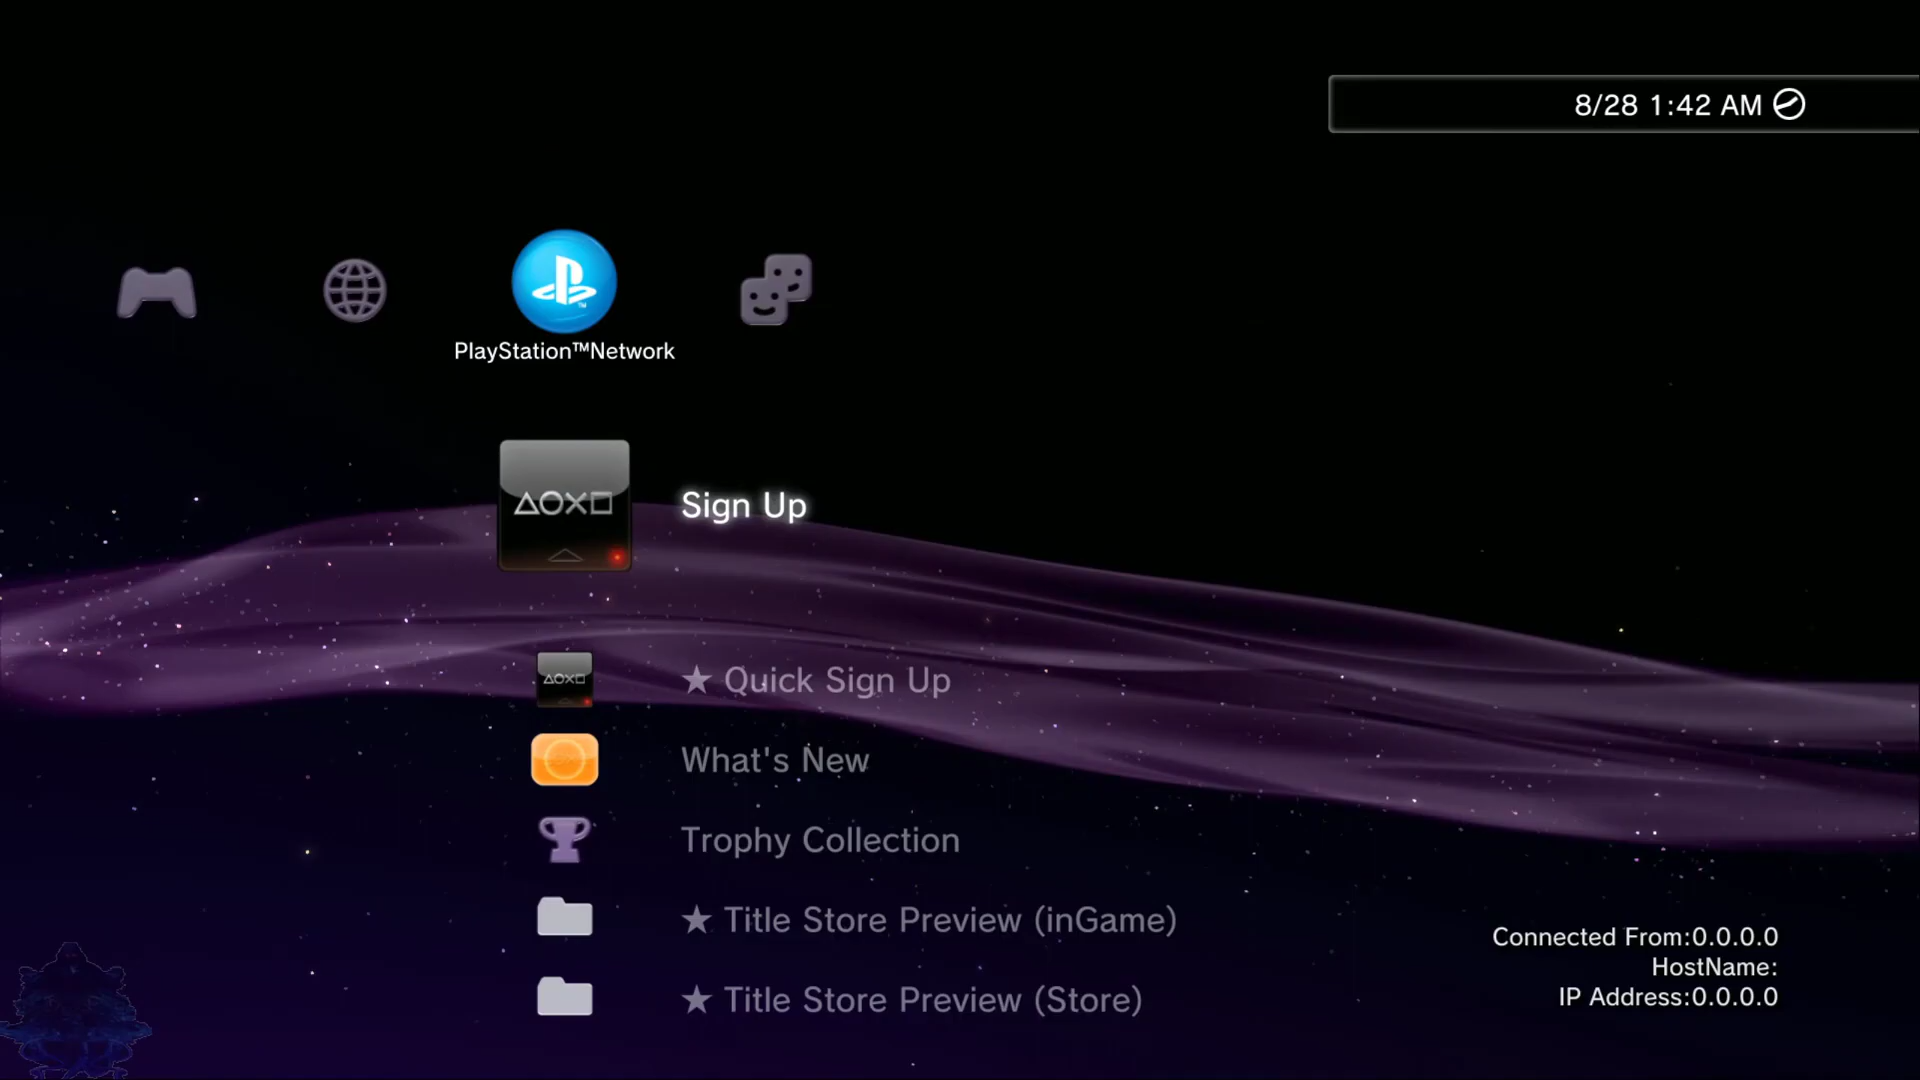 8/28 1:42 AM
PlayStation™Network
Sign Up
★ Quick Sign Up
What's New
Trophy Collection
★ Title Store Preview (inGame)
★ Title Store Preview (Store)
Connected From:0.0.0.0
HostName:
IP Address:0.0.0.0